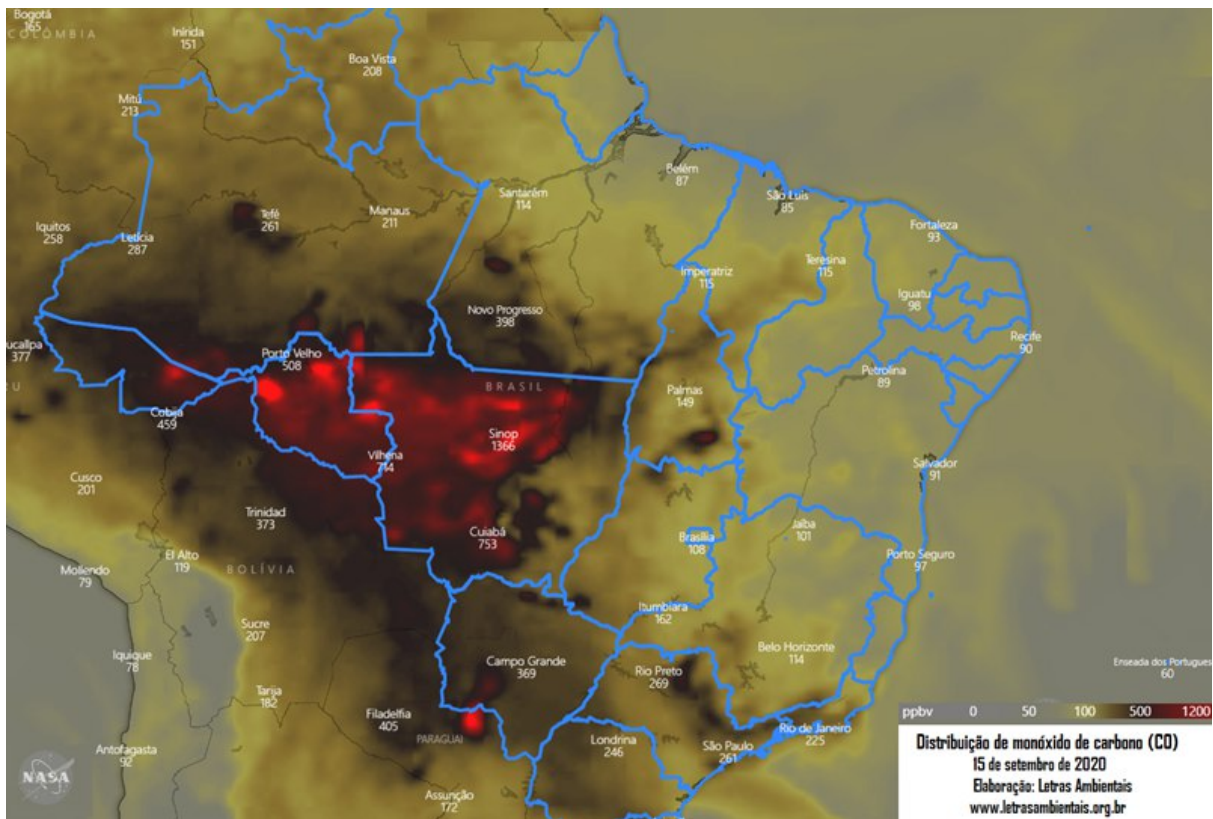 Bogotá
165
COLÔMBIA
Inírida
151
Boa Vista
208
Mitú
213
Belém
87
São Luís
85
Santarém
114
Tefé
261
Manaus
211
Iquitos
258
Letícia
287
Fortaleza
93
Teresina
115
Imperatriz
115
Iguatu
98
Novo Progresso
398
Recife
90
ucallpa
377
RU
Porto Velho
508
BRASIL
Petrolina
89
Palmas
149
Cobija
459
Sinop
1366
Vilhena
714
Salvador
91
Cusco
201
Trinidad
373
Cuiabá
753
Jaíba
101
Brasília
108
El Alto
119
BOLÍVIA
Mollendo
79
Porto Seguro
97
Itumbiara
162
Sucre
207
Iquique
78
Campo Grande
369
Belo Horizonte
114
Rio Preto
269
Enseada dos Portugues
60
Tarija
182
Filadélfia
405
PARAGUAI
Londrina
246
São Paulo
261
Rio de Janeiro
225
Antofagasta
92
Assunção
172
NASA
ppbv 0 50 100 500 1200
Distribuição de monóxido de carbono (CO)
15 de setembro de 2020
Elaboração: Letras Ambientais
www.letrasambientais.org.br